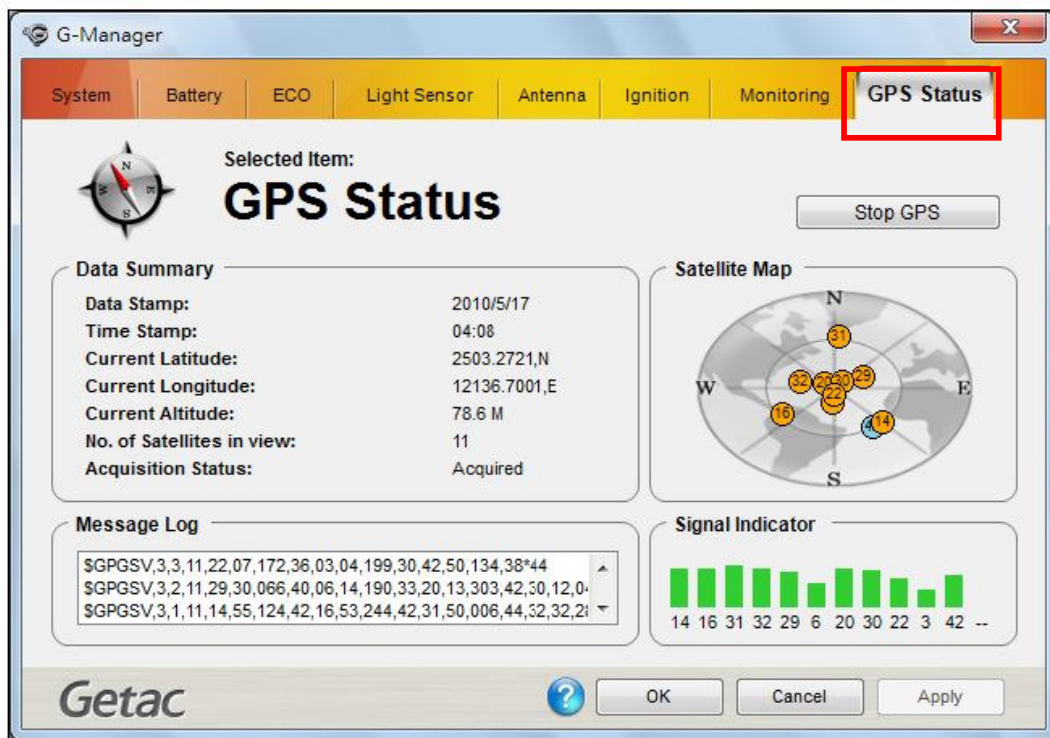 G-Manager
System Battery ECO Light Sensor Antenna Ignition Monitoring GPS Status
Selected Item:
GPS Status
Stop GPS
Data Summary
Data Stamp: 2010/5/17
Time Stamp: 04:08
Current Latitude: 2503.2721,N
Current Longitude: 12136.7001,E
Current Altitude: 78.6 M
No. of Satellites in view: 11
Acquisition Status: Acquired
Satellite Map
N
31
W 32 20 30 29 E
22
16 14
S
Message Log
$GPGSV,3,3,11,22,07,172,36,03,04,199,30,42,50,134,38*44
$GPGSV,3,2,11,29,30,066,40,06,14,190,33,20,13,303,42,30,12,04
$GPGSV,3,1,11,14,55,124,42,16,53,244,42,31,50,006,44,32,32,28
Signal Indicator
14 16 31 32 29 6 20 30 22 3 42 --
Getac
? OK Cancel Apply